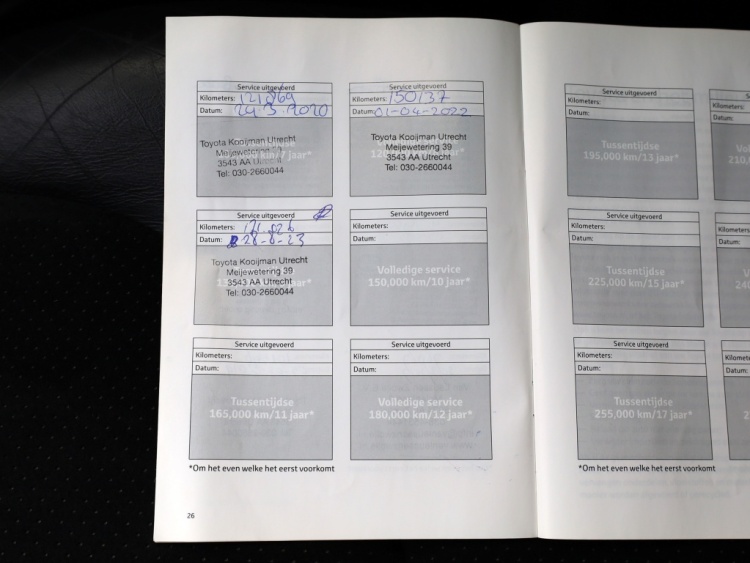 Service uitgevoerd
Kilometers: 121869
Datum: 24-3-2020
Toyota Kooijman Utrecht
Meijewetering 39
3543 AA Utrecht
Tel: 030-2660044
Service uitgevoerd
Kilometers: 150137
Datum: 01-04-2022
Toyota Kooijman Utrecht
Meijewetering 39
3543 AA Utrecht
Tel: 030-2660044
Service uitgevoerd
Kilometers:
Datum: 28-8-23
Toyota Kooijman Utrecht
Meijewetering 39
3543 AA Utrecht
Tel: 030-2660044
Service uitgevoerd
Kilometers:
Datum:
Volledige service
150,000 km/10 jaar*
Service uitgevoerd
Kilometers:
Datum:
Tussentijdse
165,000 km/11 jaar*
Service uitgevoerd
Kilometers:
Datum:
Volledige service
180,000 km/12 jaar*
*Om het even welke het eerst voorkomt
26
Service uitgevoerd
Kilometers:
Datum:
Tussentijdse
195,000 km/13 jaar*
Service uitgevoerd
Kilometers:
Datum:
Tussentijdse
225,000 km/15 jaar*
Service uitgevoerd
Kilometers:
Datum:
Tussentijdse
255,000 km/17 jaar*
*Om het even welke het eerst voorkomt